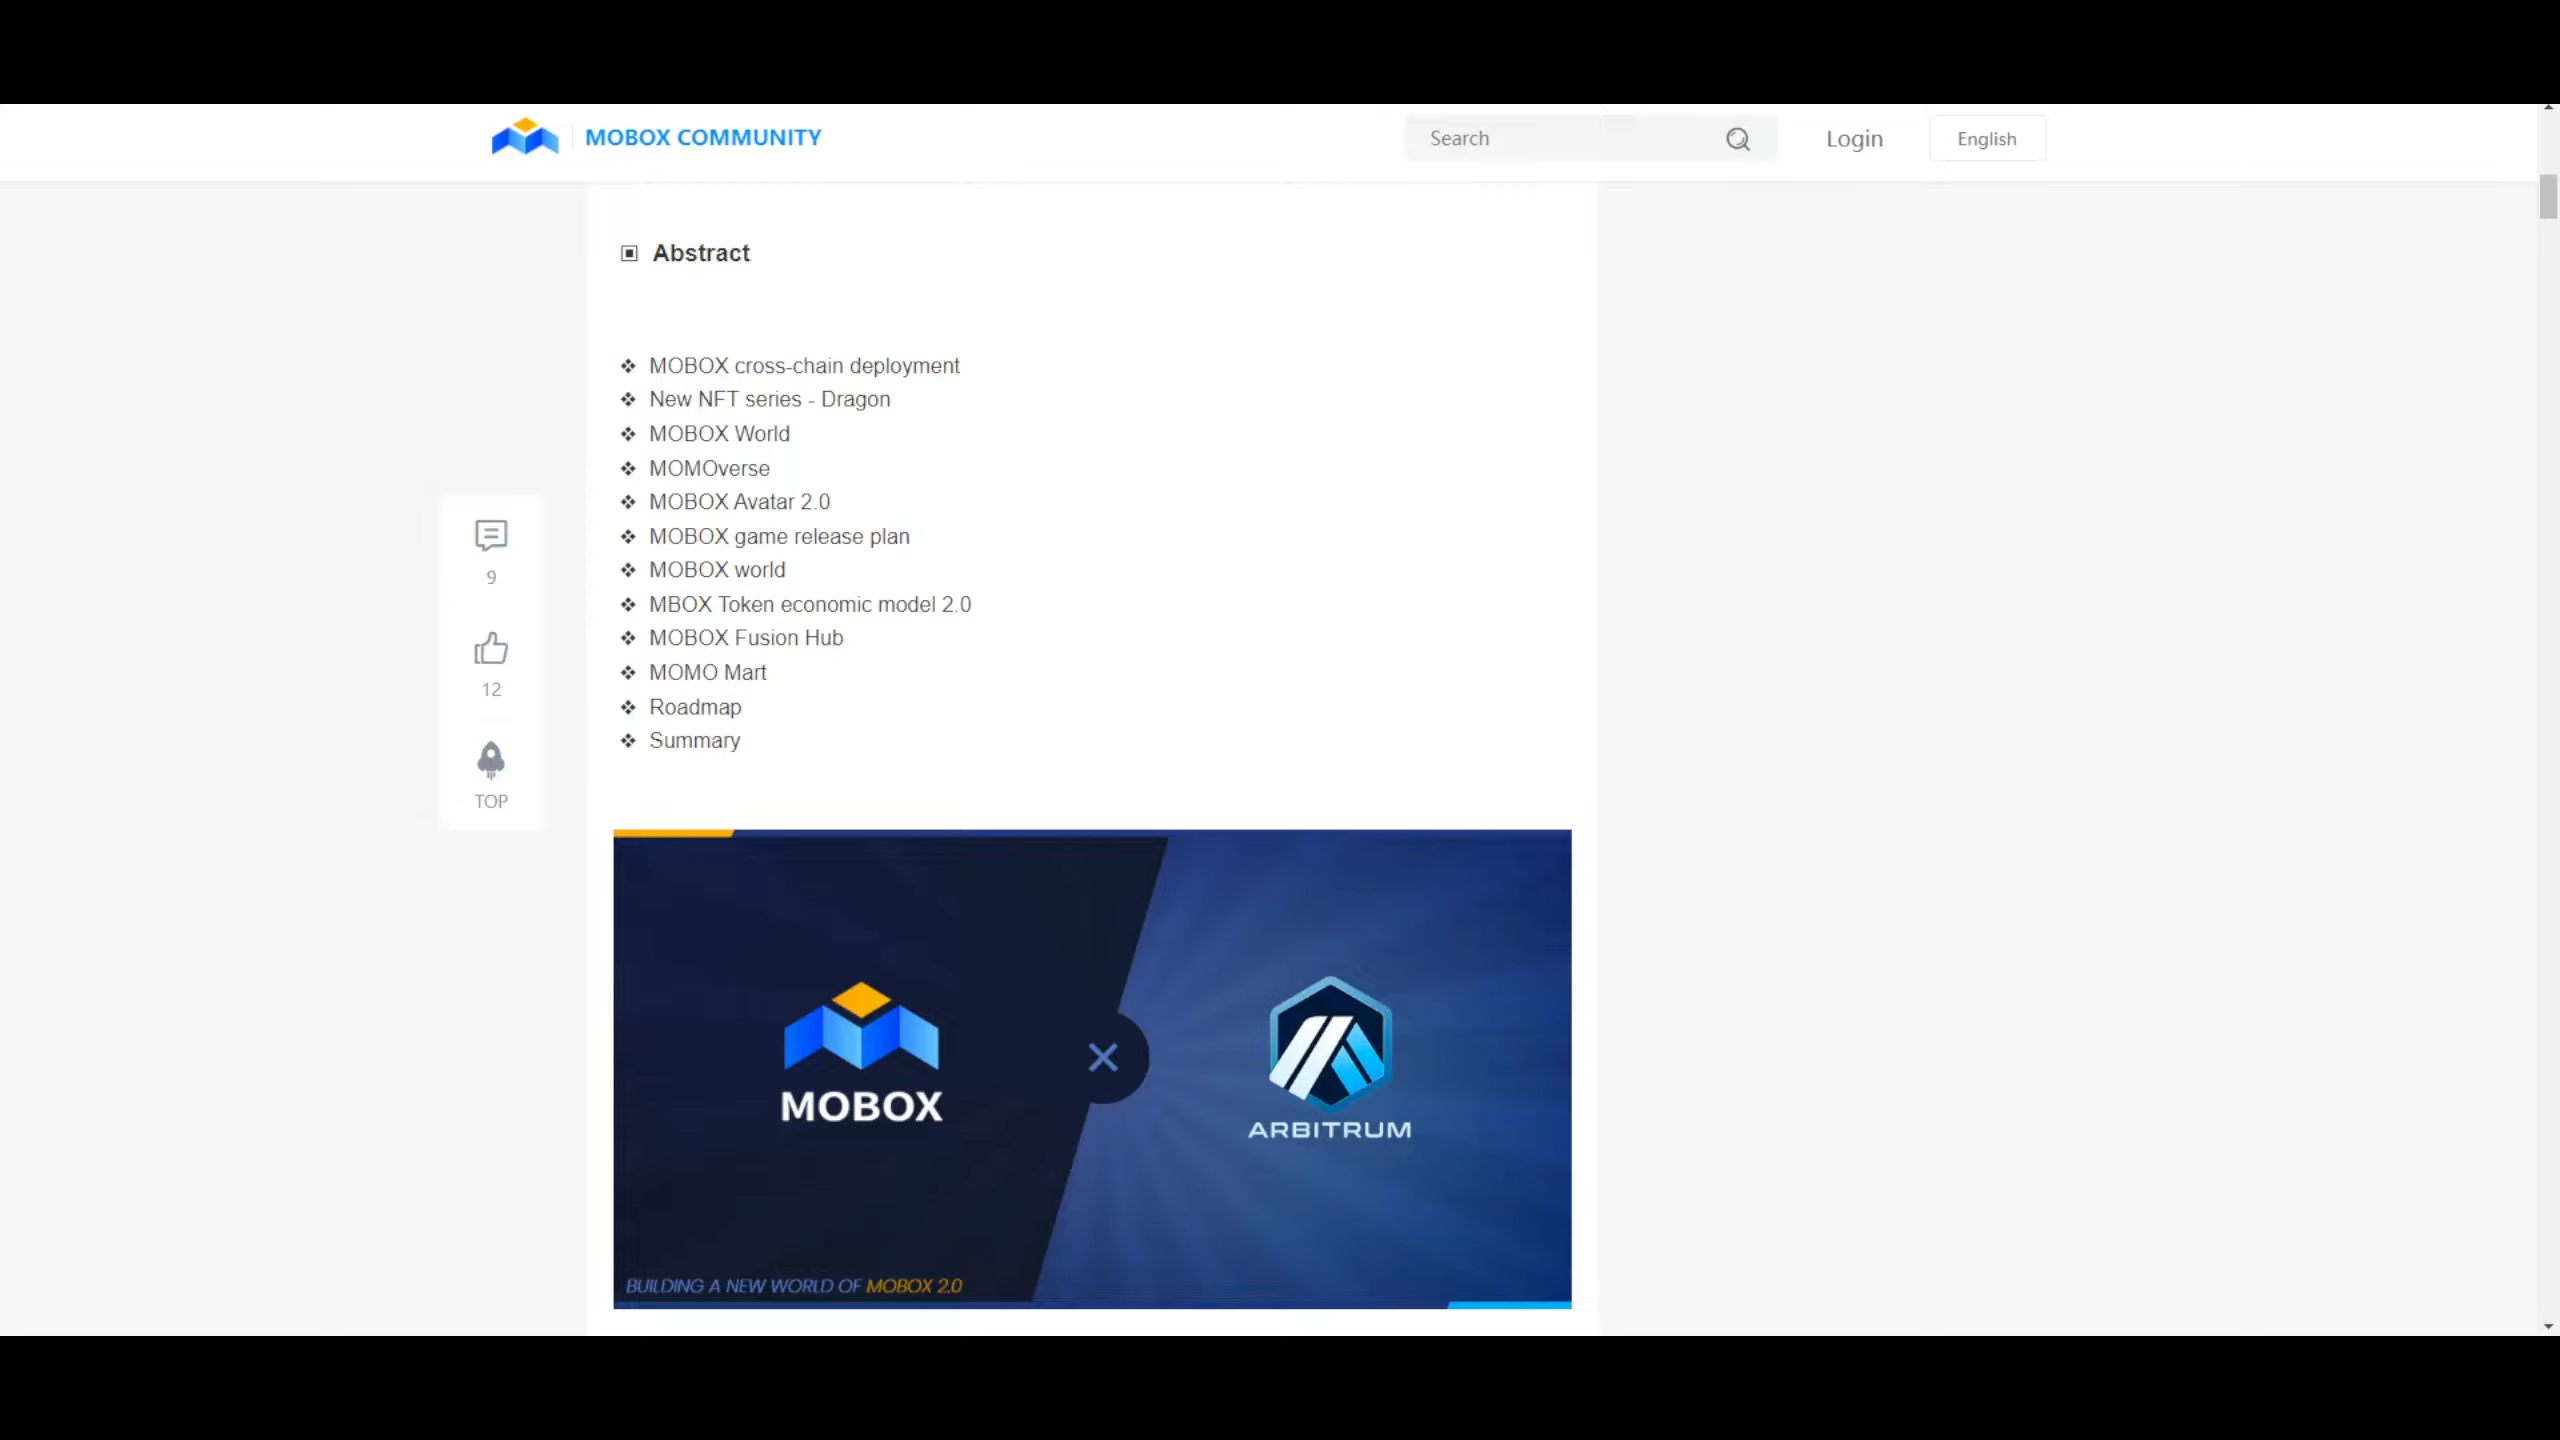 MOBOX COMMUNITY
Search
Login
English
Abstract
MOBOX cross-chain deployment
New NFT series - Dragon
MOBOX World
MOMOverse
MOBOX Avatar 2.0
MOBOX game release plan
MOBOX world
MBOX Token economic model 2.0
MOBOX Fusion Hub
MOMO Mart
Roadmap
Summary
9
12
TOP
MOBOX
ARBITRUM
BUILDING A NEW WORLD OF MOBOX 2.0